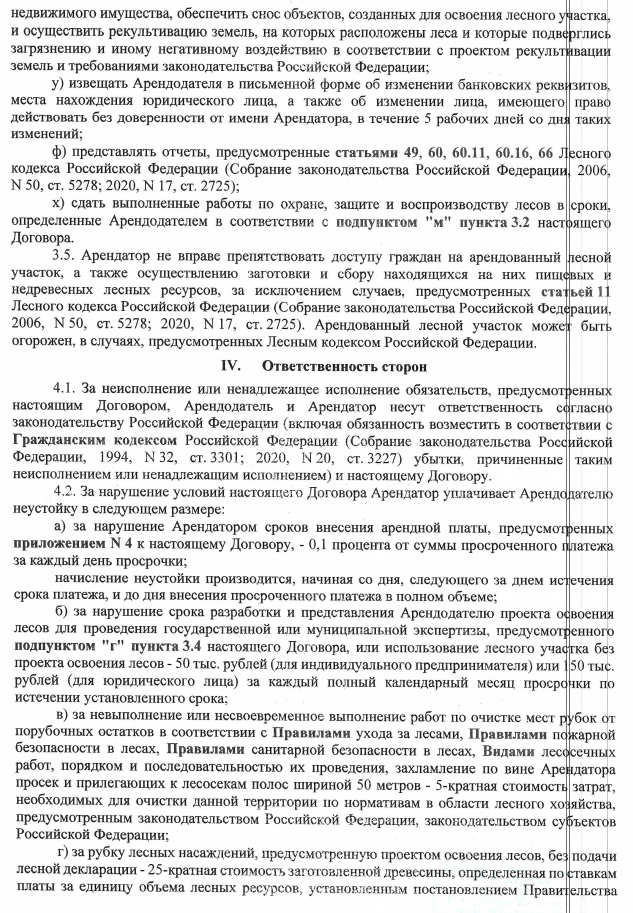 недвижимого имущества, обеспечить снос объектов, созданных для освоения лесного участка,
и осуществить рекультивацию земель, на которых расположены леса и которые подверглись
загрязнению и иному негативному воздействию в соответствии с проектом рекультивации
земель и требованиями законодательства Российской Федерации;
у) извещать Арендодателя в письменной форме об изменении банковских реквизитов,
места нахождения юридического лица, а также об изменении лица, имеющего право
действовать без доверенности от имени Арендатора, в течение 5 рабочих дней со дня таких
изменений;
ф) представлять отчеты, предусмотренные статьями 49, 60, 60.11, 60.16, 66 Лесного
кодекса Российской Федерации (Собрание законодательства Российской Федерации, 2006,
N 50, ст. 5278; 2020, N 17, ст. 2725);
х) сдать выполненные работы по охране, защите и воспроизводству лесов в сроки,
определенные Арендодателем в соответствии с подпунктом "м" пункта 3.2 настоящего
Договора.
3.5. Арендатор не вправе препятствовать доступу граждан на арендованный лесной
участок, а также осуществлению заготовки и сбору находящихся на них пищевых и
недревесных лесных ресурсов, за исключением случаев, предусмотренных статьей 11
Лесного кодекса Российской Федерации (Собрание законодательства Российской Федерации,
2006, N 50, ст. 5278; 2020, N 17, ст. 2725). Арендованный лесной участок может быть
огорожен, в случаях, предусмотренных Лесным кодексом Российской Федерации.
IV. Ответственность сторон
4.1. За неисполнение или ненадлежащее исполнение обязательств, предусмотренных
настоящим Договором, Арендодатель и Арендатор несут ответственность согласно
законодательству Российской Федерации (включая обязанность возместить в соответствии с
Гражданским кодексом Российской Федерации (Собрание законодательства Российской
Федерации, 1994, N 32, ст. 3301; 2020, N 20, ст. 3227) убытки, причиненные таким
неисполнением или ненадлежащим исполнением) и настоящему Договору.
4.2. За нарушение условий настоящего Договора Арендатор уплачивает Арендодателю
неустойку в следующем размере:
а) за нарушение Арендатором сроков внесения арендной платы, предусмотренных
приложением N 4 к настоящему Договору, - 0,1 процента от суммы просроченного платежа
за каждый день просрочки;
начисление неустойки производится, начиная со дня, следующего за днем истечения
срока платежа, и до дня внесения просроченного платежа в полном объеме;
б) за нарушение срока разработки и представления Арендодателю проекта освоения
лесов для проведения государственной или муниципальной экспертизы, предусмотренного
подпунктом "г" пункта 3.4 настоящего Договора, или использование лесного участка без
проекта освоения лесов - 50 тыс. рублей (для индивидуального предпринимателя) или 150 тыс.
рублей (для юридического лица) за каждый полный календарный месяц просрочки по
истечении установленного срока;
в) за невыполнение или несвоевременное выполнение работ по очистке мест рубок от
порубочных остатков в соответствии с Правилами ухода за лесами, Правилами пожарной
безопасности в лесах, Правилами санитарной безопасности в лесах, Видами лесосечных
работ, порядком и последовательностью их проведения, захламление по вине Арендатора
просек и прилегающих к лесосекам полос шириной 50 метров - 5-кратная стоимость затрат,
необходимых для очистки данной территории по нормативам в области лесного хозяйства,
предусмотренным законодательством Российской Федерации, законодательством субъектов
Российской Федерации;
г) за рубку лесных насаждений, предусмотренную проектом освоения лесов, без подачи
лесной декларации - 25-кратная стоимость заготовленной древесины, определенная по ставкам
платы за единицу объема лесных ресурсов, установленным постановлением Правительства